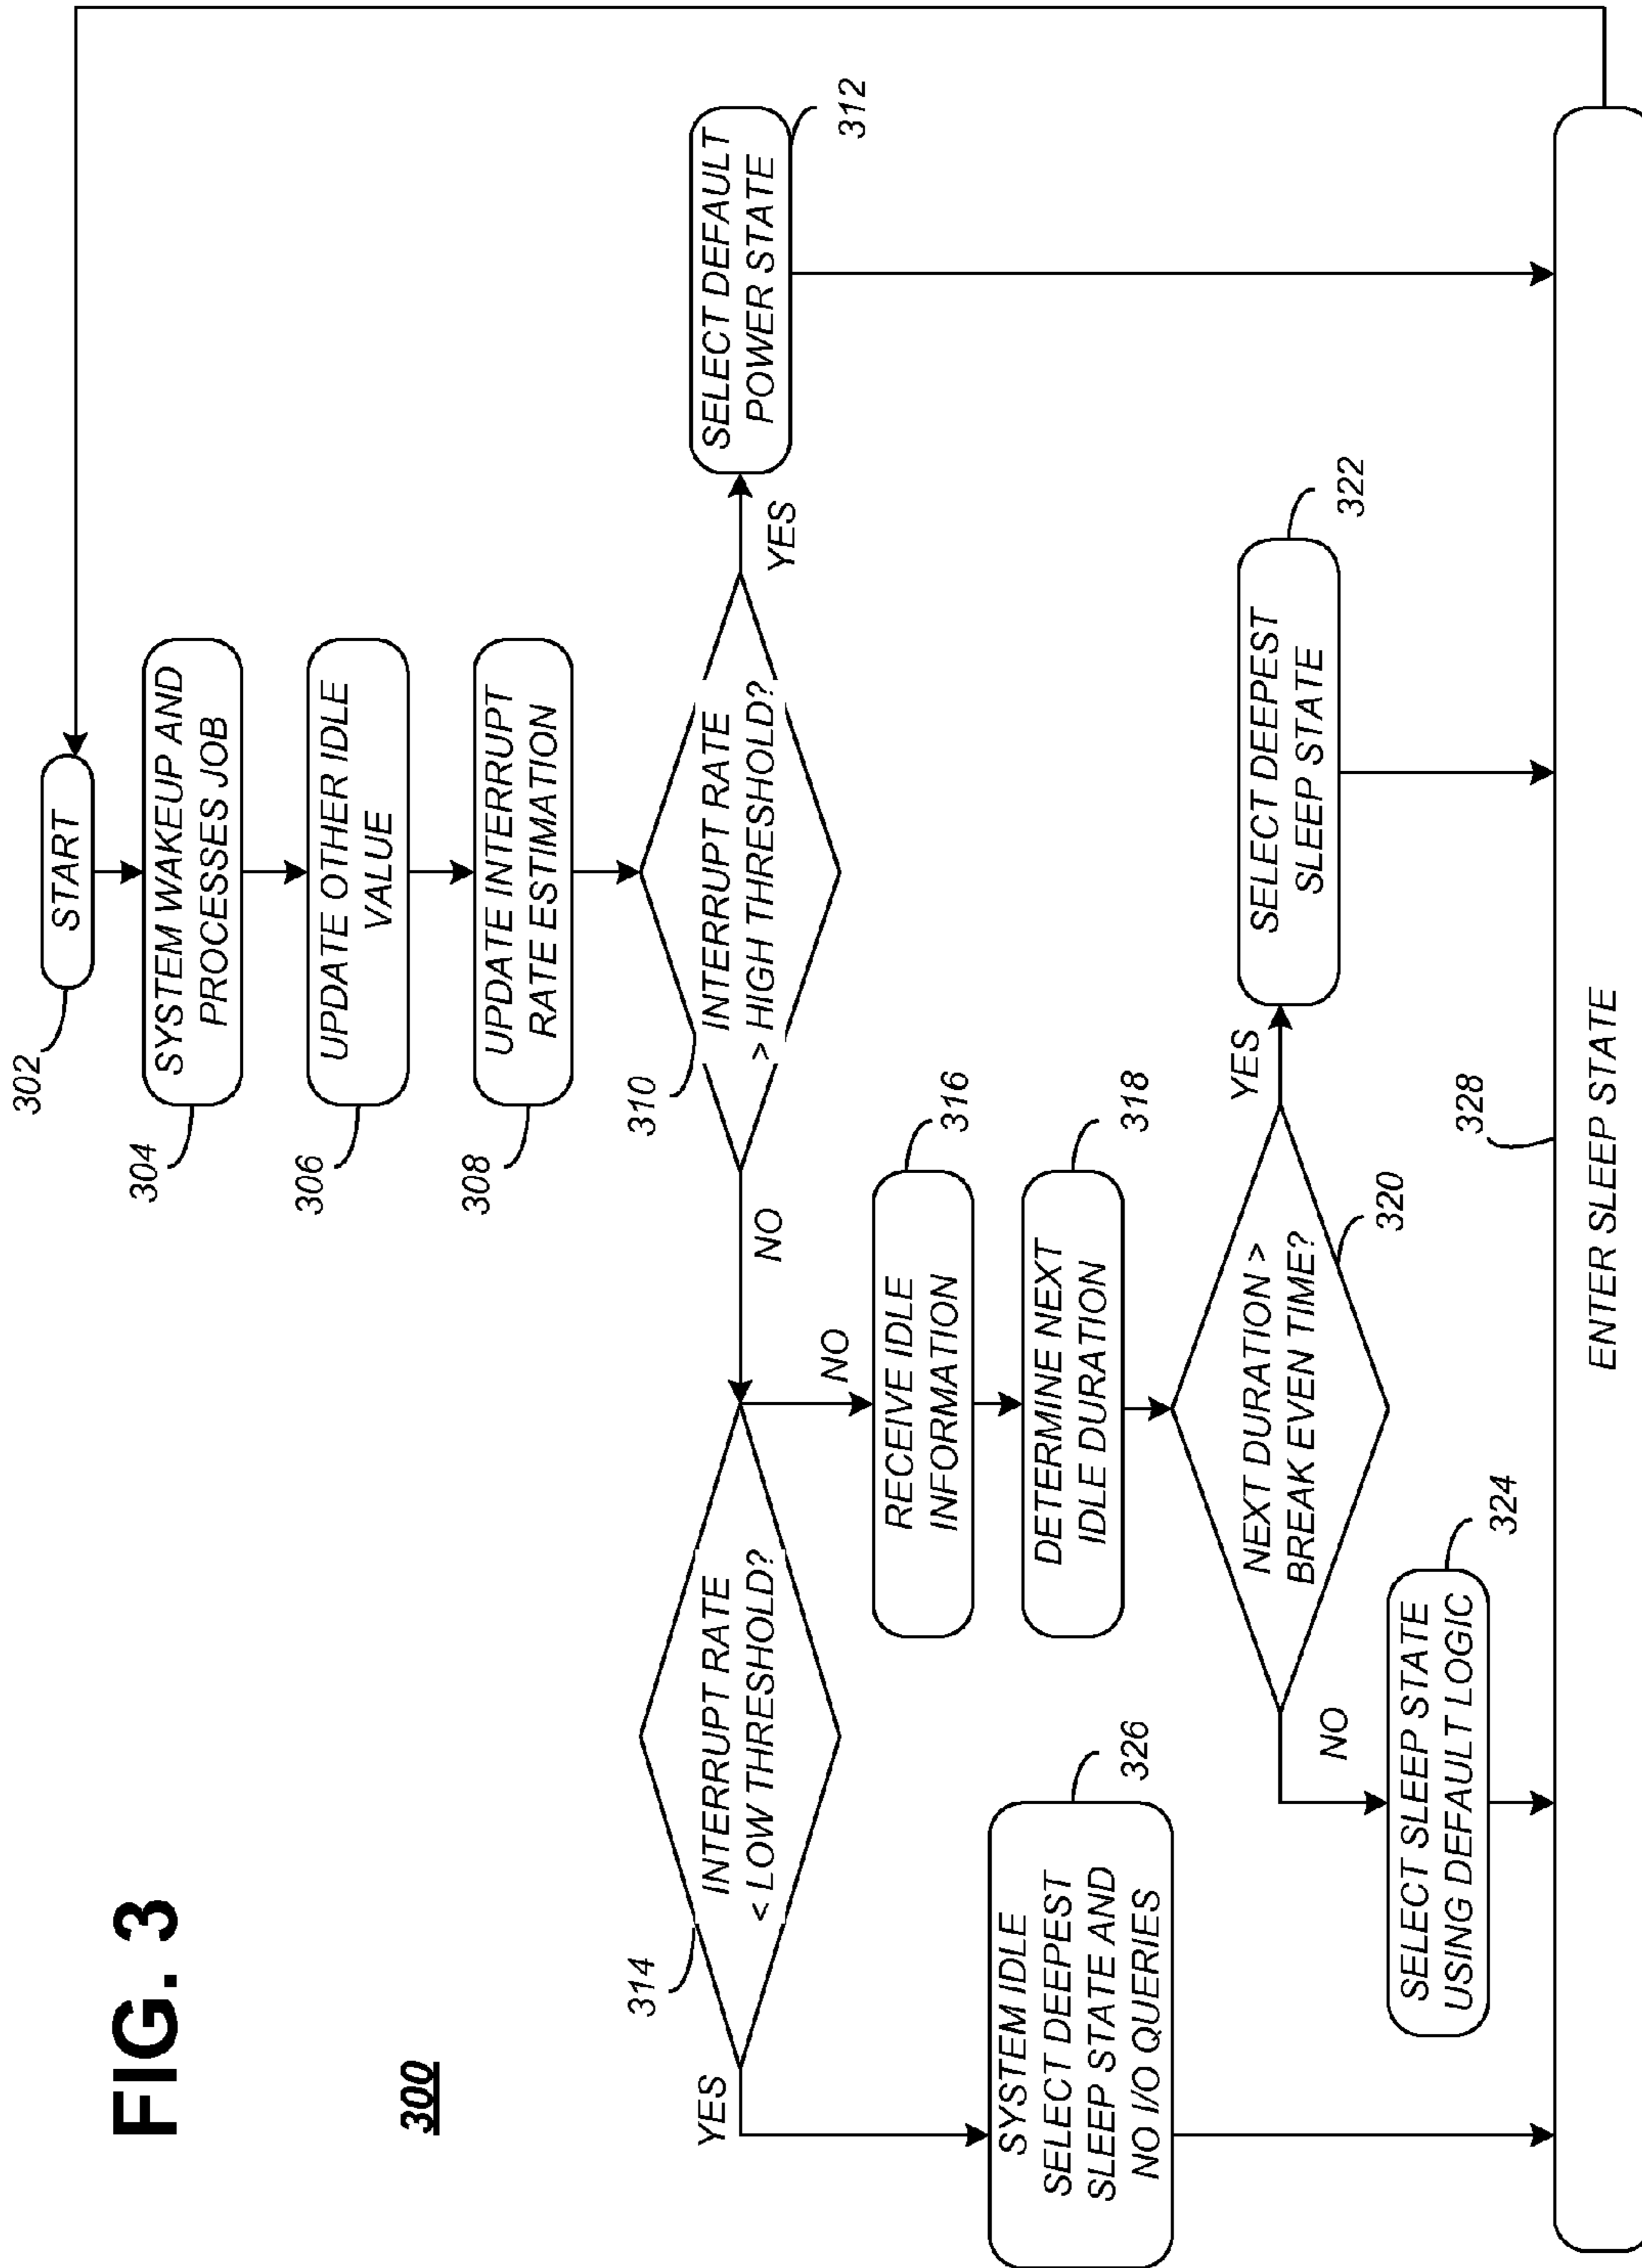 FIG. 3
300
302
START
304
SYSTEM WAKEUP AND
PROCESSES JOB
306
UPDATE OTHER IDLE
VALUE
308
UPDATE INTERRUPT
RATE ESTIMATION
310
INTERRUPT RATE
> HIGH THRESHOLD?
YES
SELECT DEFAULT
POWER STATE
312
NO
314
INTERRUPT RATE
< LOW THRESHOLD?
YES
NO
RECEIVE IDLE
INFORMATION
316
DETERMINE NEXT
IDLE DURATION
318
NEXT DURATION >
BREAK EVEN TIME?
320
YES
SELECT DEEPEST
SLEEP STATE
322
NO
SELECT SLEEP STATE
USING DEFAULT LOGIC
324
SYSTEM IDLE
SELECT DEEPEST
SLEEP STATE AND
NO I/O QUERIES
326
328
ENTER SLEEP STATE